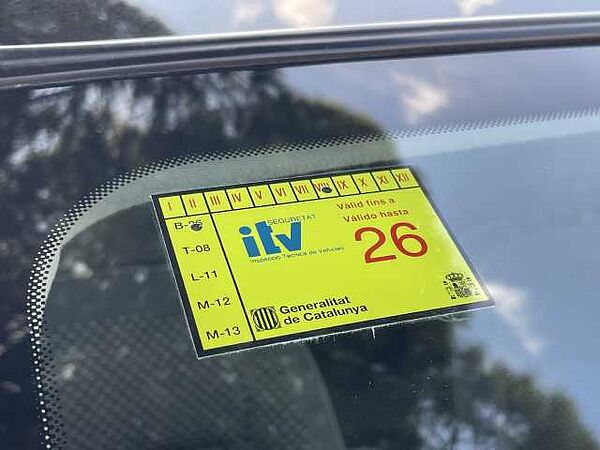 I II III IV V VI VII VIII IX X XI XII
B-25
T-08
L-11
M-12
M-13
SEGURETAT
itv
Inspecció Tècnica de Vehicles
Vàlid fins a
Válido hasta
26
Generalitat
de Catalunya